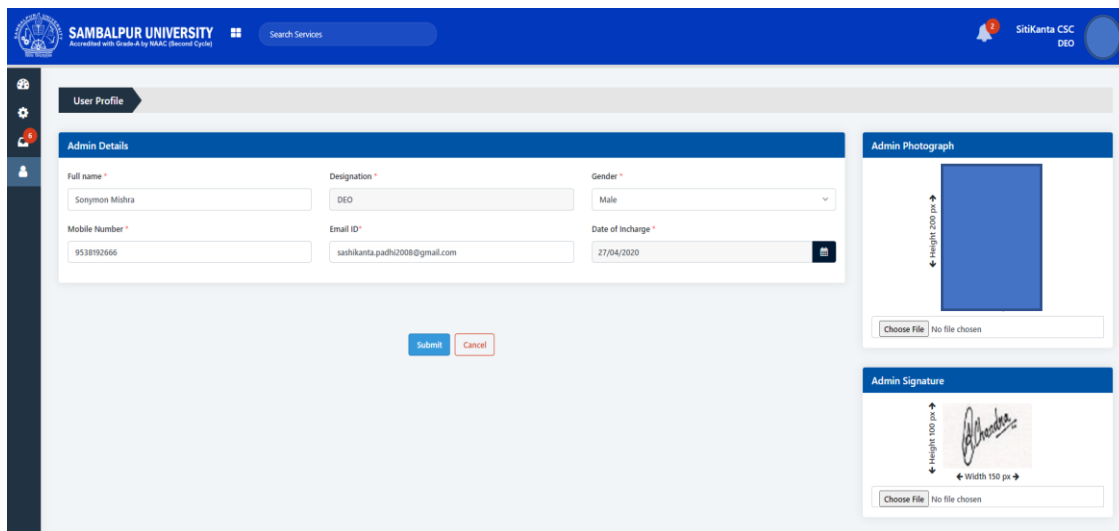 SAMBALPUR UNIVERSITY
Accredited with Grade-A by NAAC (Second Cycle)
Search Services
2
SitiKanta CSC
DEO
6
User Profile
Admin Details
Full name * Designation * Gender *
Sonymon Mishra DEO Male
Mobile Number * Email ID* Date of Incharge *
9538192666 sashikanta.padhi2008@gmail.com 27/04/2020
Submit Cancel
Admin Photograph
Height 200 px
Choose File No file chosen
Admin Signature
Height 100 px
Chandra
Width 150 px
Choose File No file chosen